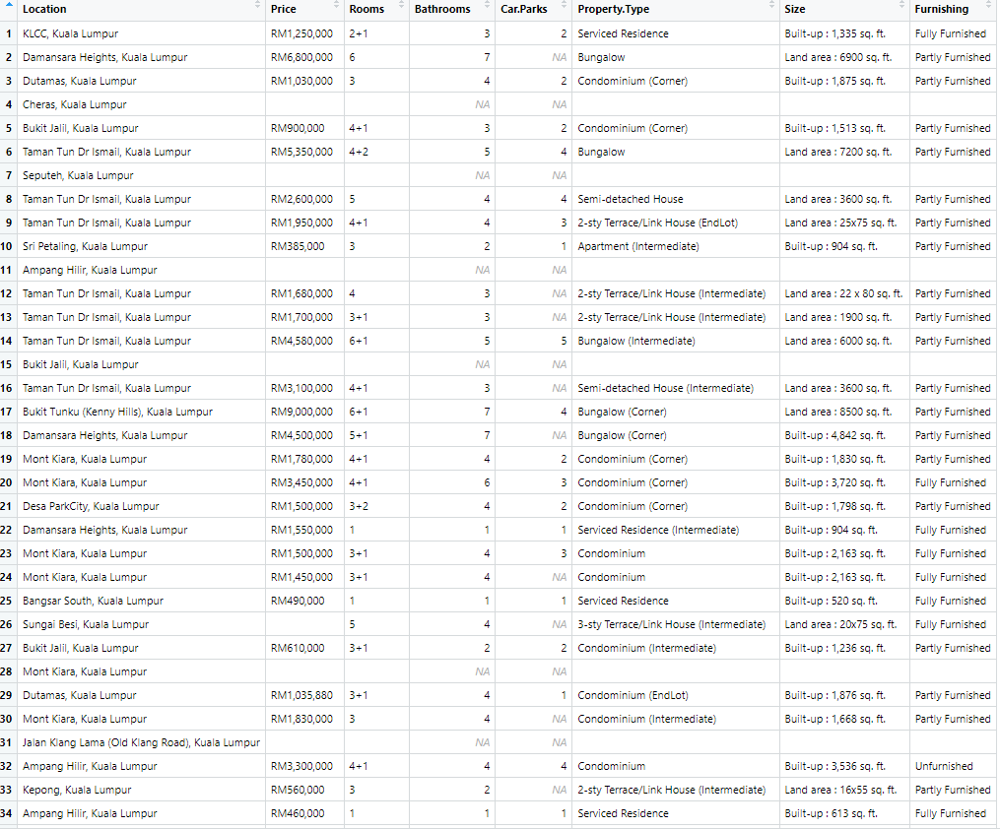 Location Price Rooms Bathrooms Car.Parks Property.Type Size Furnishing
1 KLCC, Kuala Lumpur RM1,250,000 2+1 3 2 Serviced Residence Built-up : 1,335 sq. ft. Fully Furnished
2 Damansara Heights, Kuala Lumpur RM6,800,000 6 7 NA Bungalow Land area : 6900 sq. ft. Partly Furnished
3 Dutamas, Kuala Lumpur RM1,030,000 3 4 2 Condominium (Corner) Built-up : 1,875 sq. ft. Partly Furnished
4 Cheras, Kuala Lumpur NA NA
5 Bukit Jalil, Kuala Lumpur RM900,000 4+1 3 2 Condominium (Corner) Built-up : 1,513 sq. ft. Partly Furnished
6 Taman Tun Dr Ismail, Kuala Lumpur RM5,350,000 4+2 5 4 Bungalow Land area : 7200 sq. ft. Partly Furnished
7 Seputeh, Kuala Lumpur NA NA
8 Taman Tun Dr Ismail, Kuala Lumpur RM2,600,000 5 4 4 Semi-detached House Land area : 3600 sq. ft. Partly Furnished
9 Taman Tun Dr Ismail, Kuala Lumpur RM1,950,000 4+1 4 3 2-sty Terrace/Link House (EndLot) Land area : 25x75 sq. ft. Partly Furnished
10 Sri Petaling, Kuala Lumpur RM385,000 3 2 1 Apartment (Intermediate) Built-up : 904 sq. ft. Partly Furnished
11 Ampang Hilir, Kuala Lumpur NA NA
12 Taman Tun Dr Ismail, Kuala Lumpur RM1,680,000 4 3 NA 2-sty Terrace/Link House (Intermediate) Land area : 22 x 80 sq. ft. Partly Furnished
13 Taman Tun Dr Ismail, Kuala Lumpur RM1,700,000 3+1 3 NA 2-sty Terrace/Link House (Intermediate) Land area : 1900 sq. ft. Partly Furnished
14 Taman Tun Dr Ismail, Kuala Lumpur RM4,580,000 6+1 5 5 Bungalow (Intermediate) Land area : 6000 sq. ft. Partly Furnished
15 Bukit Jalil, Kuala Lumpur NA NA
16 Taman Tun Dr Ismail, Kuala Lumpur RM3,100,000 4+1 3 NA Semi-detached House (Intermediate) Land area : 3600 sq. ft. Partly Furnished
17 Bukit Tunku (Kenny Hills), Kuala Lumpur RM9,000,000 6+1 7 4 Bungalow (Corner) Land area : 8500 sq. ft. Partly Furnished
18 Damansara Heights, Kuala Lumpur RM4,500,000 5+1 7 NA Bungalow (Corner) Built-up : 4,842 sq. ft. Partly Furnished
19 Mont Kiara, Kuala Lumpur RM1,780,000 4+1 4 2 Condominium (Corner) Built-up : 1,830 sq. ft. Partly Furnished
20 Mont Kiara, Kuala Lumpur RM3,450,000 4+1 6 3 Condominium (Corner) Built-up : 3,720 sq. ft. Fully Furnished
21 Desa ParkCity, Kuala Lumpur RM1,500,000 3+2 4 2 Condominium (Corner) Built-up : 1,798 sq. ft. Partly Furnished
22 Damansara Heights, Kuala Lumpur RM1,550,000 1 1 1 Serviced Residence (Intermediate) Built-up : 904 sq. ft. Fully Furnished
23 Mont Kiara, Kuala Lumpur RM1,500,000 3+1 4 3 Condominium Built-up : 2,163 sq. ft. Fully Furnished
24 Mont Kiara, Kuala Lumpur RM1,450,000 3+1 4 NA Condominium Built-up : 2,163 sq. ft. Fully Furnished
25 Bangsar South, Kuala Lumpur RM490,000 1 1 1 Serviced Residence Built-up : 520 sq. ft. Fully Furnished
26 Sungai Besi, Kuala Lumpur 5 4 NA 3-sty Terrace/Link House (Intermediate) Land area : 20x75 sq. ft. Fully Furnished
27 Bukit Jalil, Kuala Lumpur RM610,000 3+1 2 2 Condominium (Intermediate) Built-up : 1,236 sq. ft. Partly Furnished
28 Mont Kiara, Kuala Lumpur NA NA
29 Dutamas, Kuala Lumpur RM1,035,880 3+1 4 1 Condominium (EndLot) Built-up : 1,876 sq. ft. Partly Furnished
30 Mont Kiara, Kuala Lumpur RM1,830,000 3 4 NA Condominium (Intermediate) Built-up : 1,668 sq. ft. Partly Furnished
31 Jalan Klang Lama (Old Klang Road), Kuala Lumpur NA NA
32 Ampang Hilir, Kuala Lumpur RM3,300,000 4+1 4 4 Condominium Built-up : 3,536 sq. ft. Unfurnished
33 Kepong, Kuala Lumpur RM560,000 3 2 NA 2-sty Terrace/Link House (Intermediate) Land area : 16x55 sq. ft. Partly Furnished
34 Ampang Hilir, Kuala Lumpur RM460,000 1 1 1 Serviced Residence Built-up : 613 sq. ft. Fully Furnished